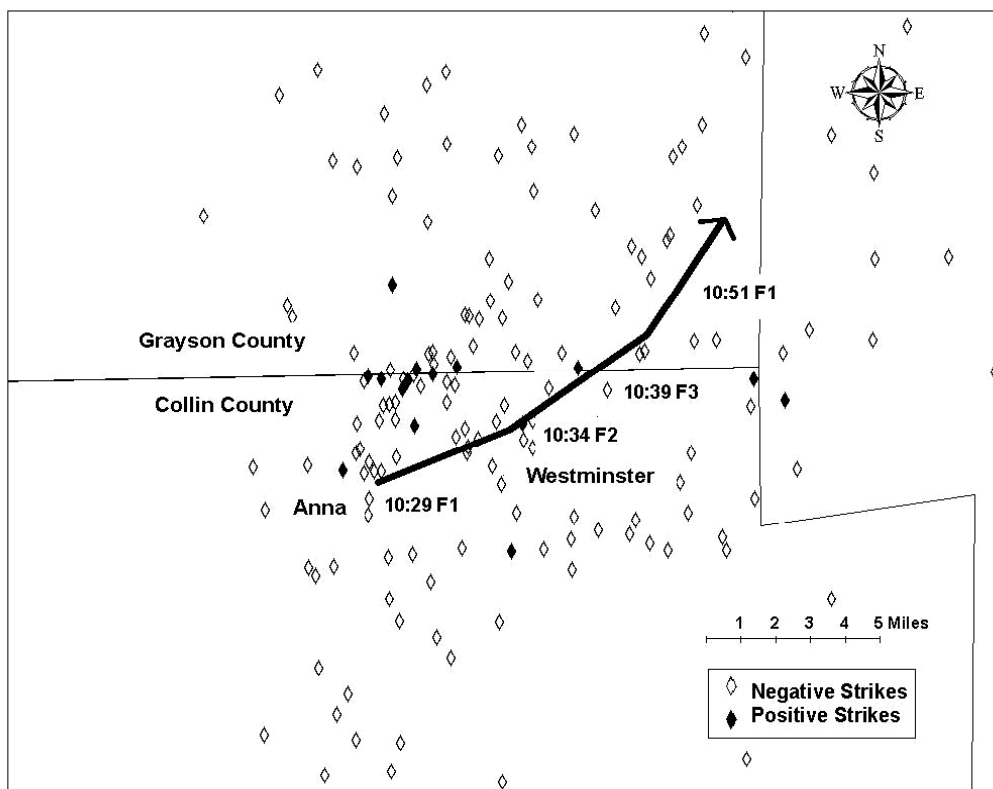 N
W E
S
10:51 F1
Grayson County
10:39 F3
Collin County
10:34 F2
Westminster
10:29 F1
Anna
1 2 3 4 5 Miles
Negative Strikes
Positive Strikes